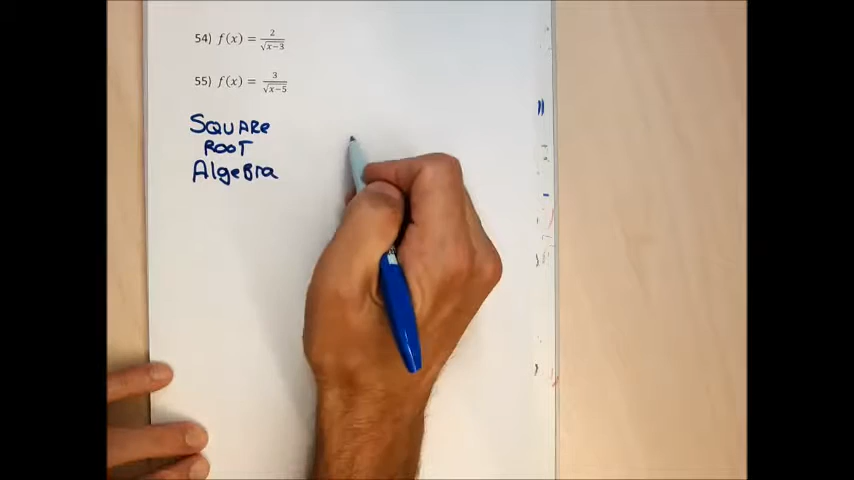 54) f(x) = 2/√x−3
55) f(x) = 3/√x−5
SQUARE
ROOT
AlgeBra